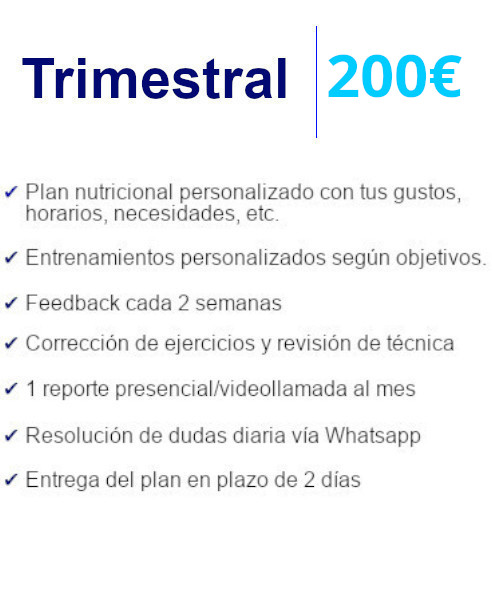 Trimestral 200€
✔ Plan nutricional personalizado con tus gustos,
horarios, necesidades, etc.
✔ Entrenamientos personalizados según objetivos.
✔ Feedback cada 2 semanas
✔ Corrección de ejercicios y revisión de técnica
✔ 1 reporte presencial/videollamada al mes
✔ Resolución de dudas diaria vía Whatsapp
✔ Entrega del plan en plazo de 2 días